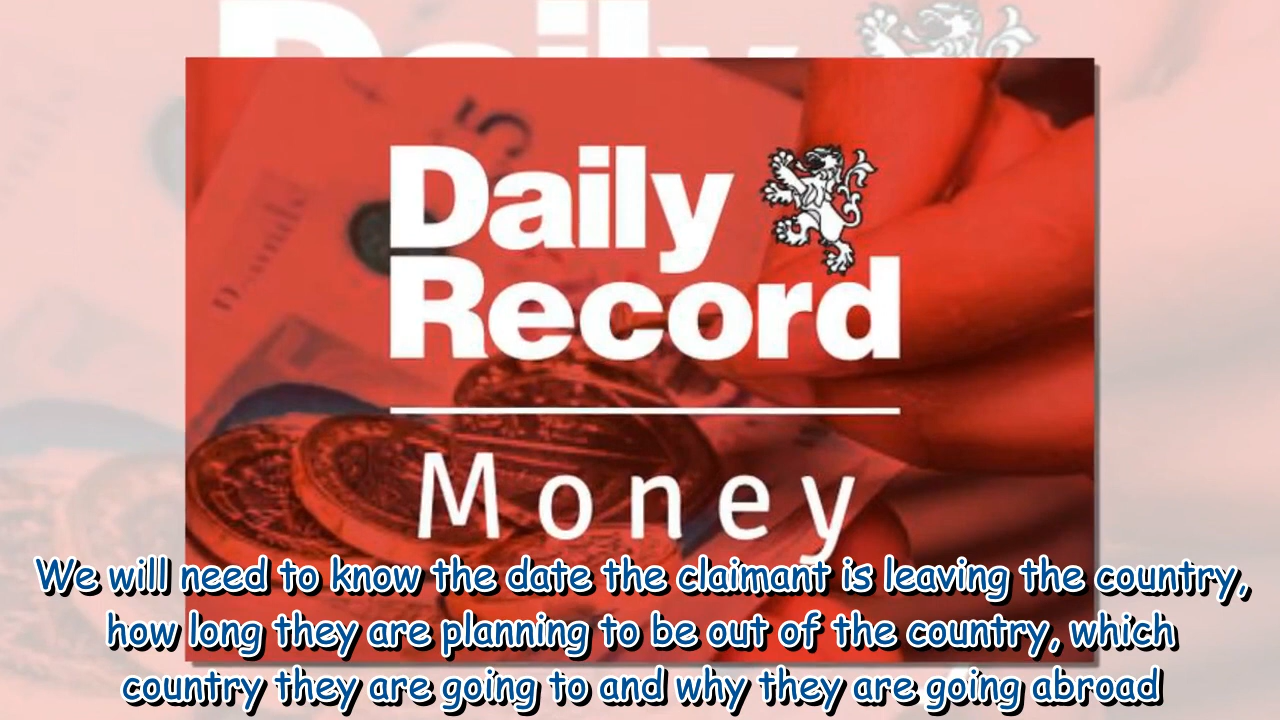 Daily
5
Daily
Record
Money
We will need to know the date the claimant is leaving the country,
how long they are planning to be out of the country, which
country they are going to and why they are going abroad